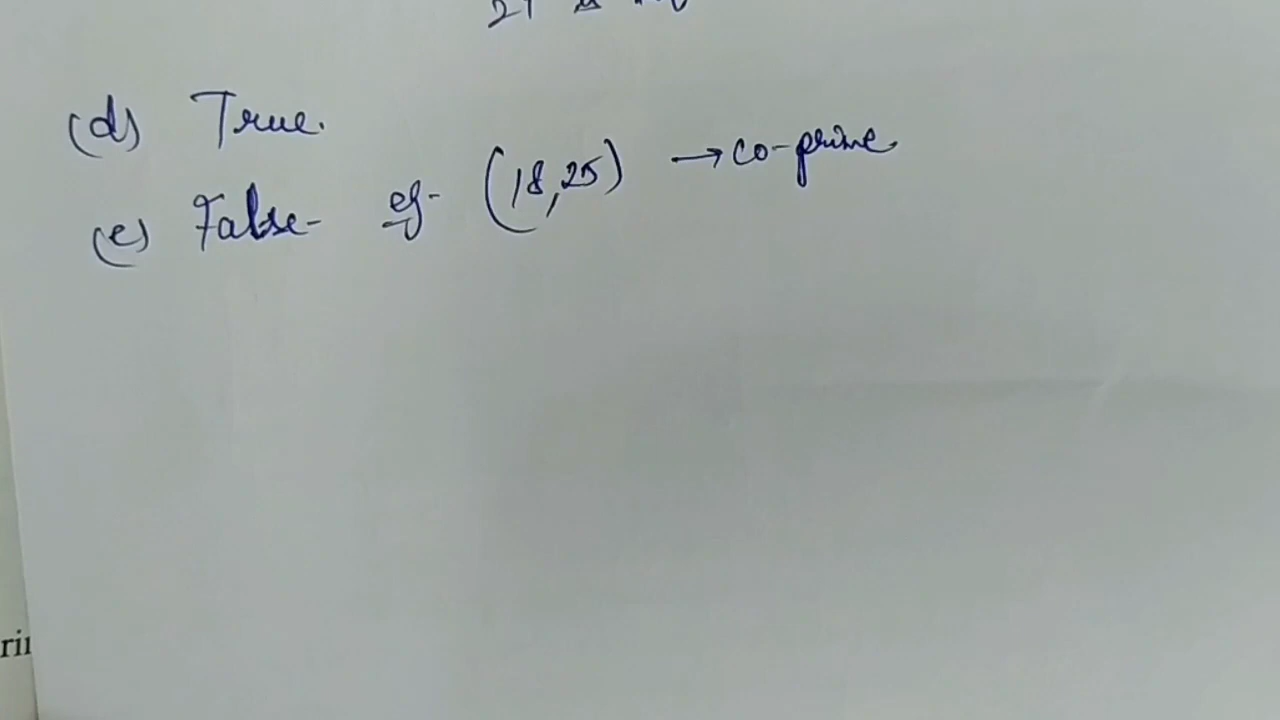 (d) True.
(e) False- eg- (18,25) → co-prime.